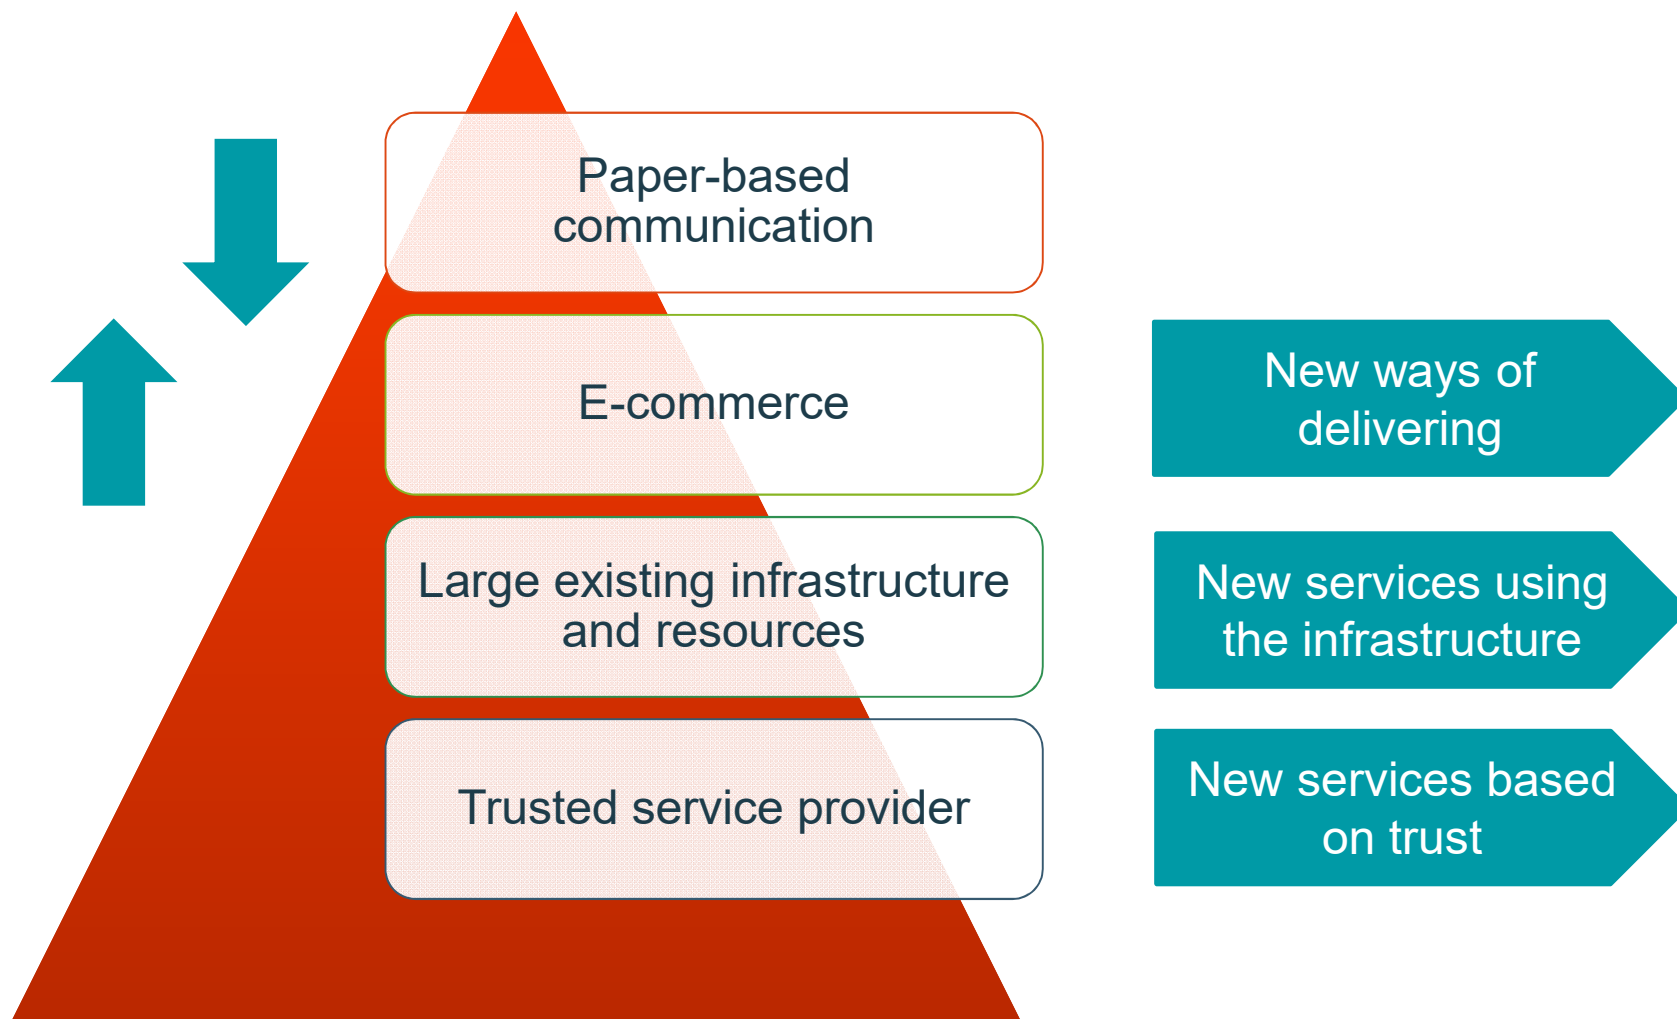 Paper-based
communication
E-commerce
New ways of
delivering
Large existing infrastructure
and resources
New services using
the infrastructure
Trusted service provider
New services based
on trust